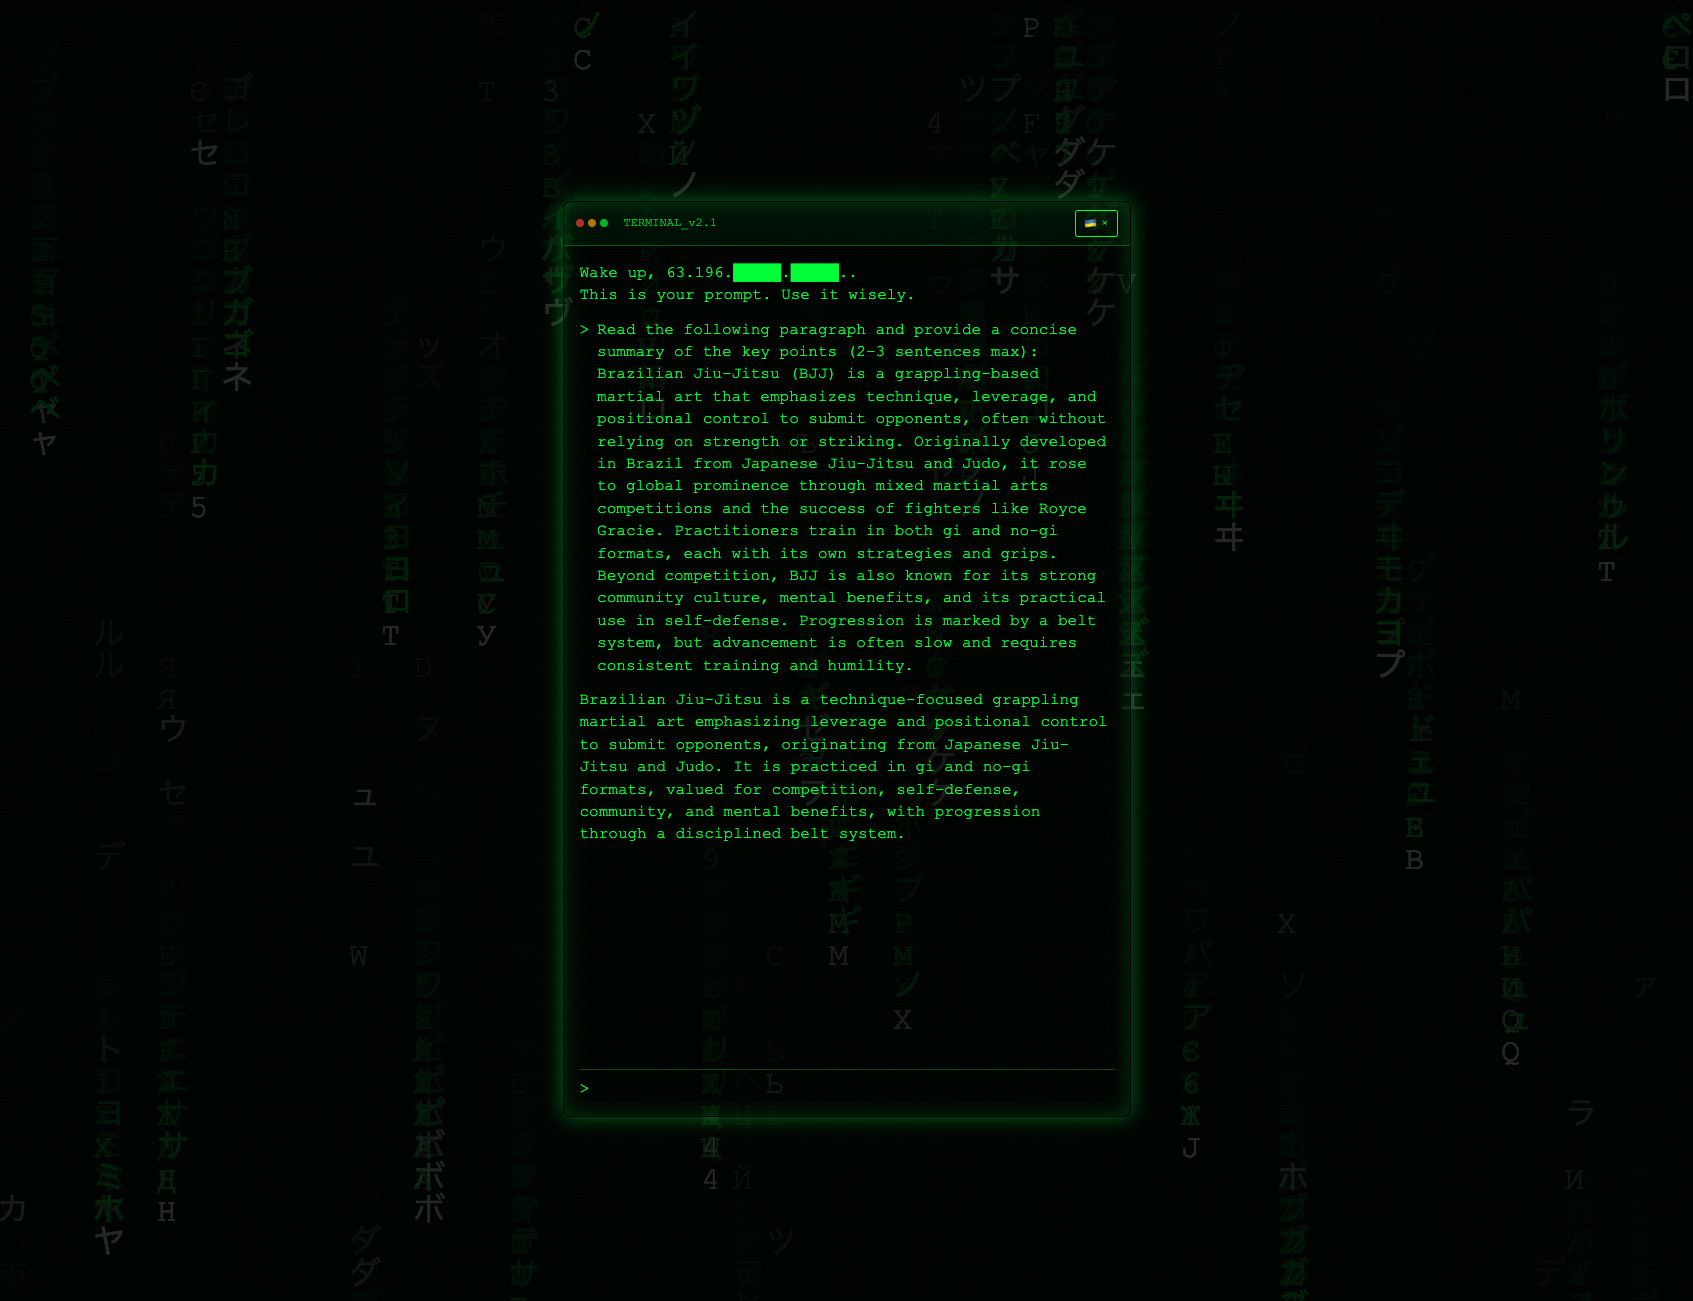 TERMINAL_v2.1
×
Wake up, 63.196.█████.█████..
This is your prompt. Use it wisely.
> Read the following paragraph and provide a concise
summary of the key points (2–3 sentences max):
Brazilian Jiu-Jitsu (BJJ) is a grappling-based
martial art that emphasizes technique, leverage, and
positional control to submit opponents, often without
relying on strength or striking. Originally developed
in Brazil from Japanese Jiu-Jitsu and Judo, it rose
to global prominence through mixed martial arts
competitions and the success of fighters like Royce
Gracie. Practitioners train in both gi and no-gi
formats, each with its own strategies and grips.
Beyond competition, BJJ is also known for its strong
community culture, mental benefits, and its practical
use in self-defense. Progression is marked by a belt
system, but advancement is often slow and requires
consistent training and humility.
Brazilian Jiu-Jitsu is a technique-focused grappling
martial art emphasizing leverage and positional control
to submit opponents, originating from Japanese Jiu-
Jitsu and Judo. It is practiced in gi and no-gi
formats, valued for competition, self-defense,
community, and mental benefits, with progression
through a disciplined belt system.
>